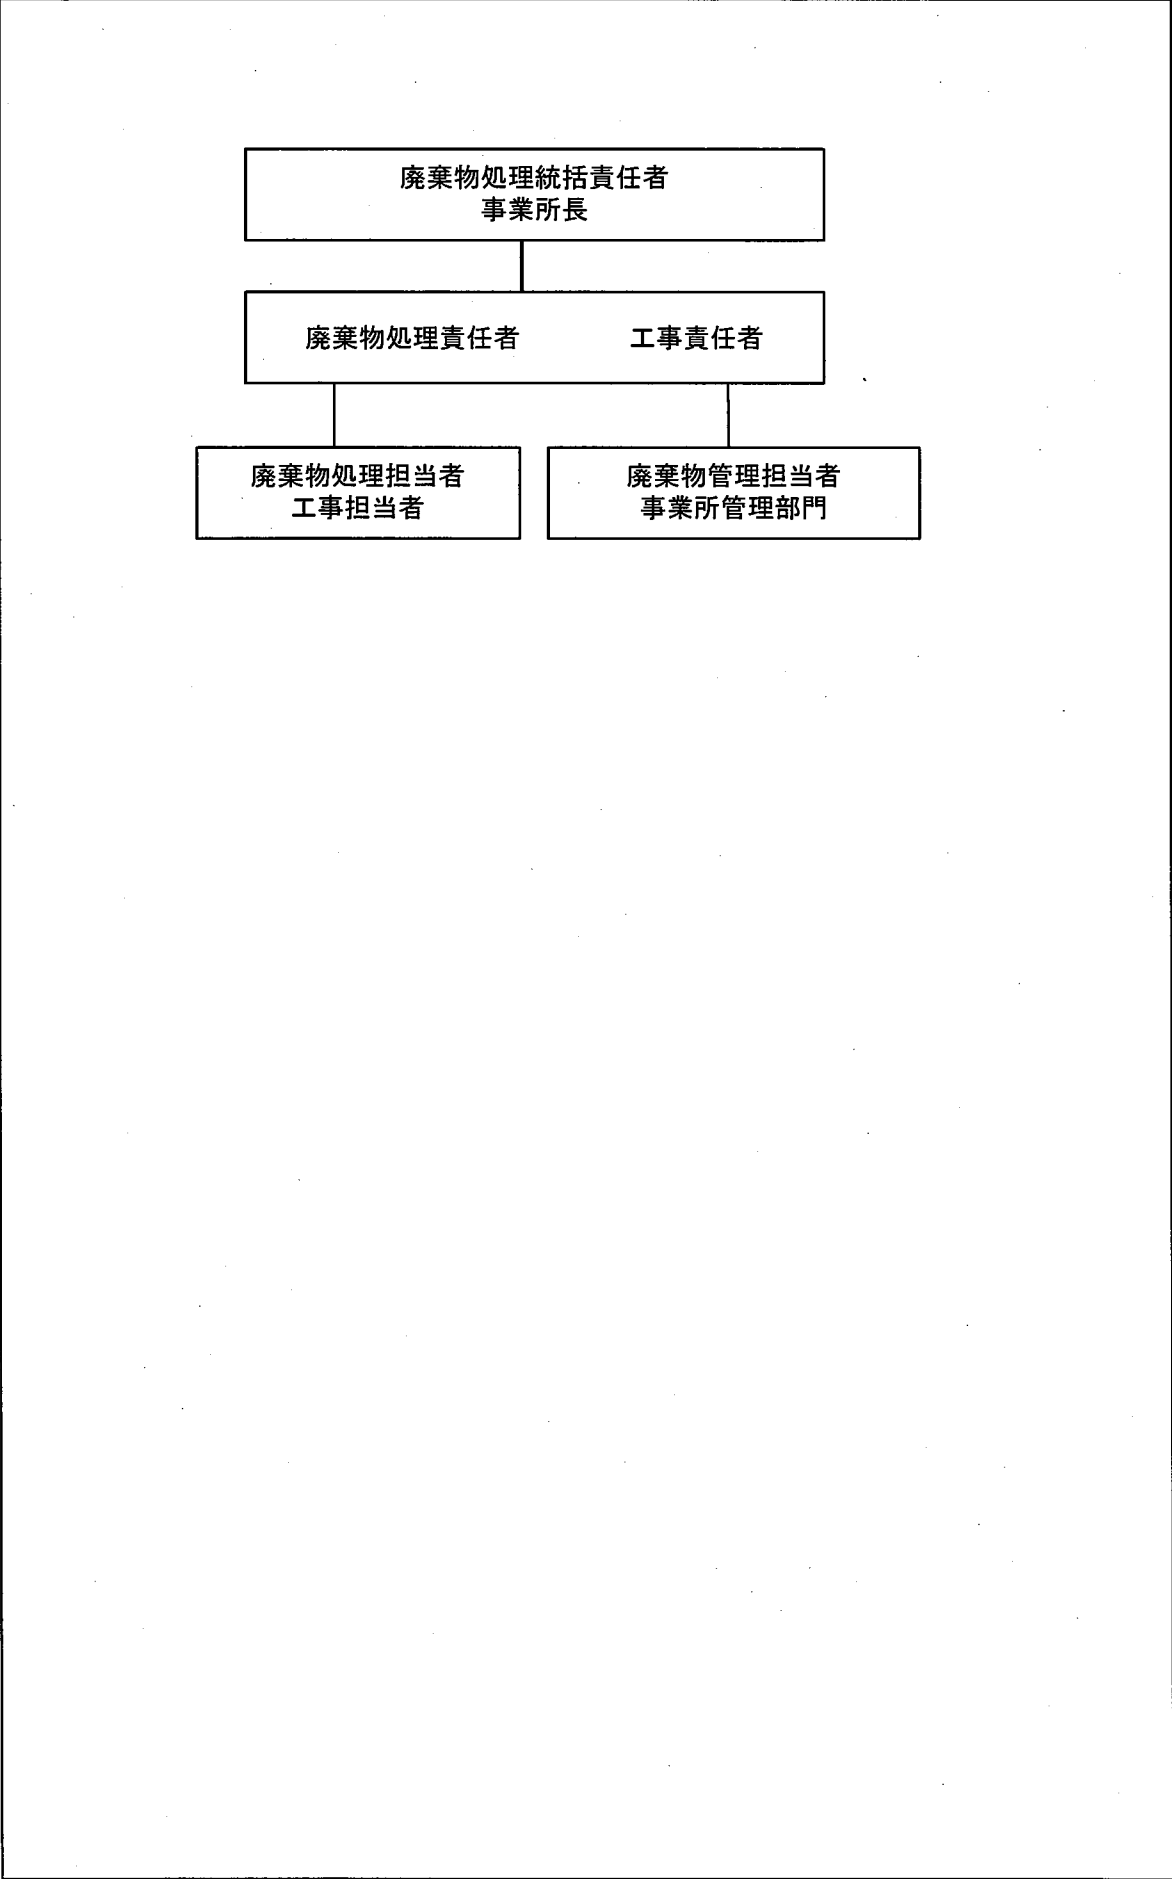 廃棄物処理統括責任者
事業所長
廃棄物処理責任者 工事責任者
廃棄物処理担当者
工事担当者
廃棄物管理担当者
事業所管理部門